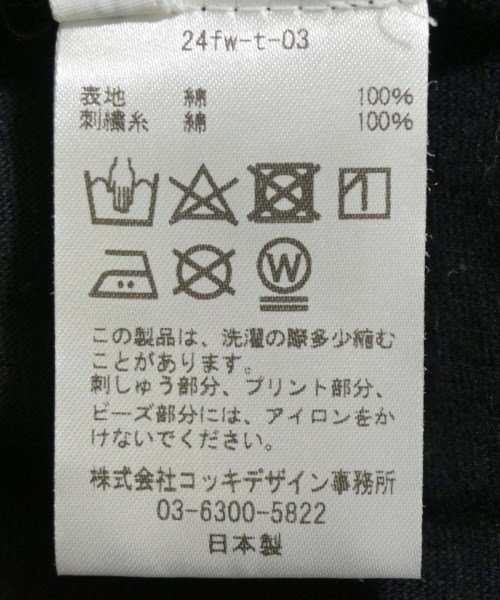 24fw-t-03
表地 綿 100%
刺繍糸 綿 100%
W
この製品は、洗濯の際多少縮む
ことがあります。
刺しゅう部分、プリント部分、
ビーズ部分には、アイロンをか
けないでください。
株式会社コッキデザイン事務所
03-6300-5822
日本製